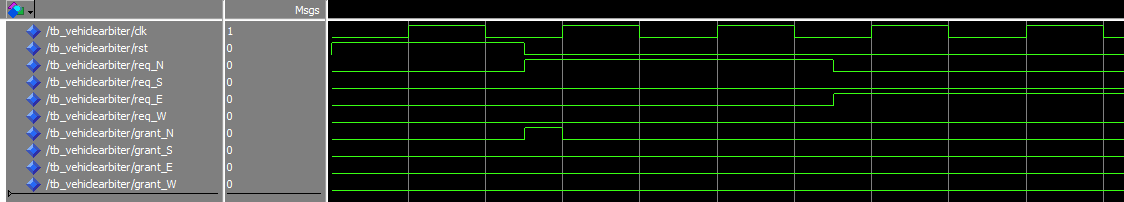 Msgs
/tb_vehiclearbiter/clk 1
/tb_vehiclearbiter/rst 0
/tb_vehiclearbiter/req_N 0
/tb_vehiclearbiter/req_S 0
/tb_vehiclearbiter/req_E 0
/tb_vehiclearbiter/req_W 0
/tb_vehiclearbiter/grant_N 0
/tb_vehiclearbiter/grant_S 0
/tb_vehiclearbiter/grant_E 0
/tb_vehiclearbiter/grant_W 0